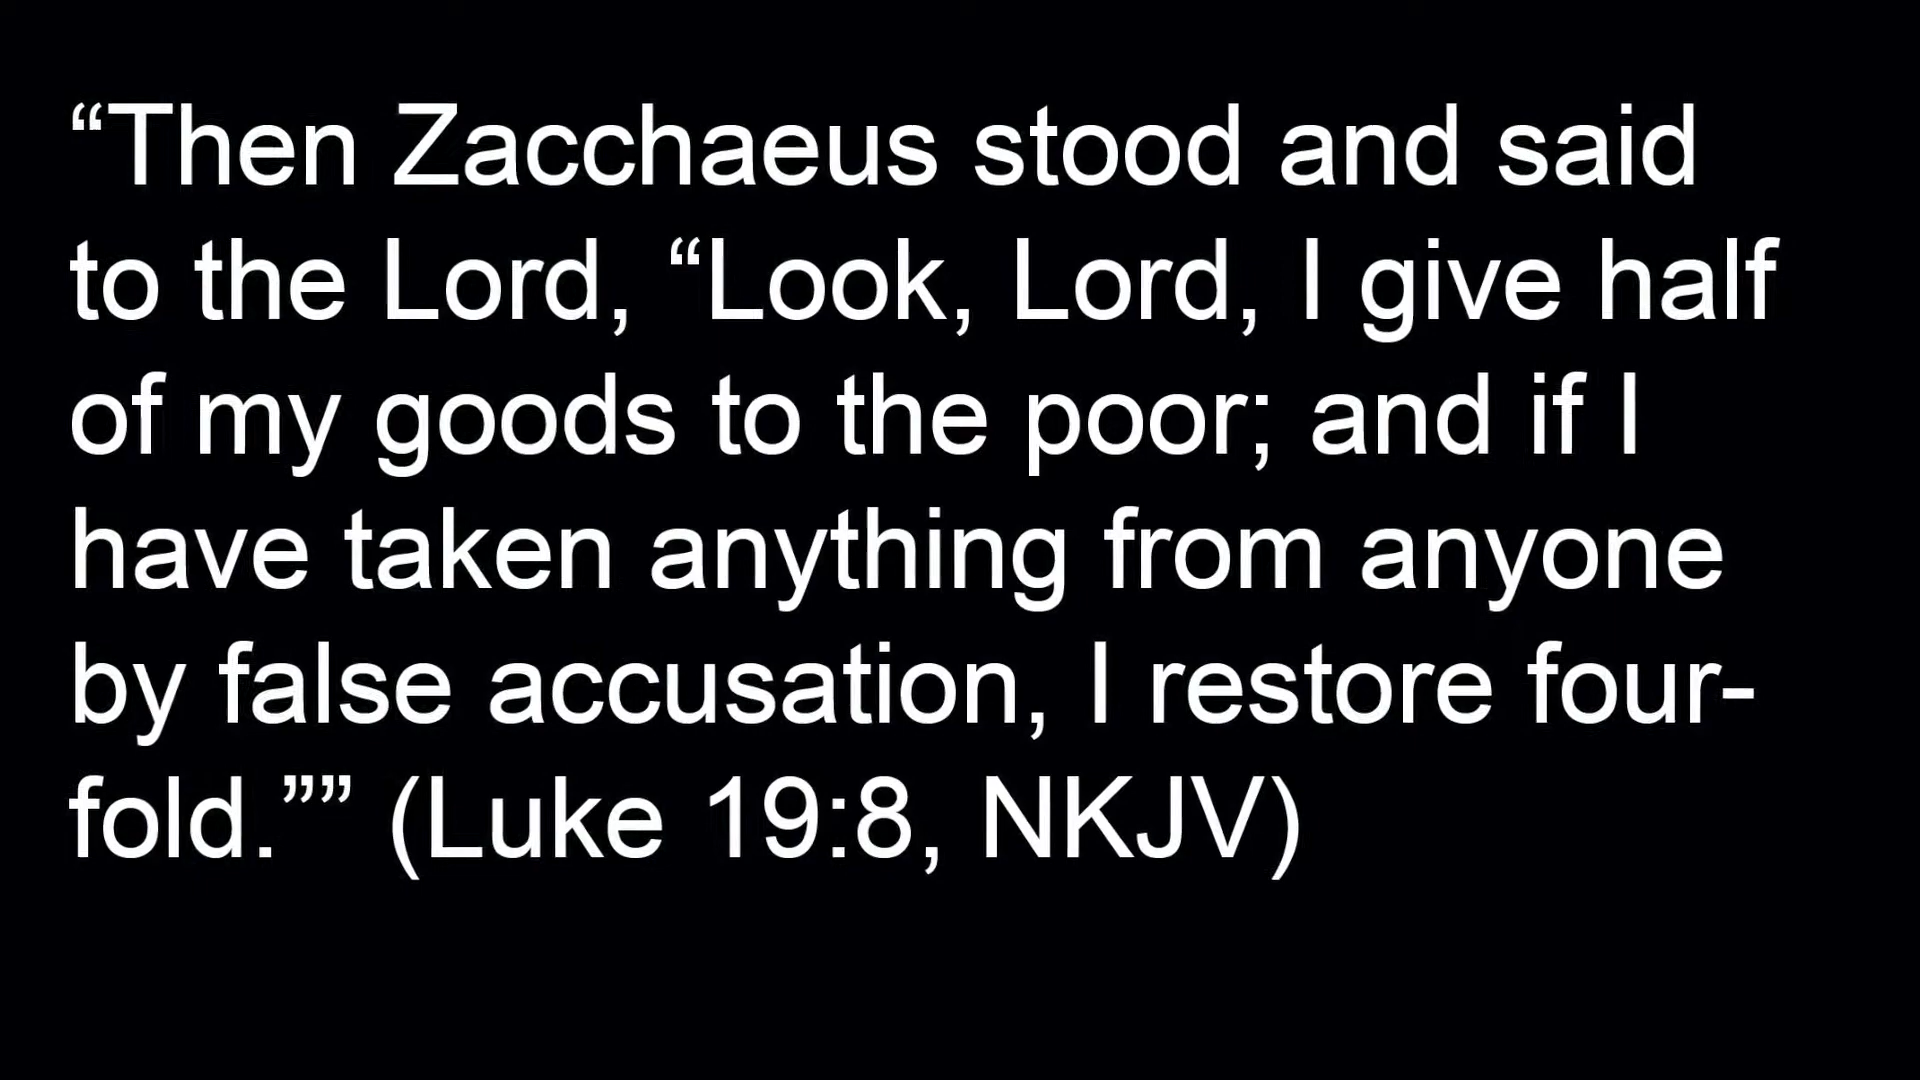 “Then Zacchaeus stood and said
to the Lord, “Look, Lord, I give half
of my goods to the poor; and if I
have taken anything from anyone
by false accusation, I restore four-
fold.”” (Luke 19:8, NKJV)